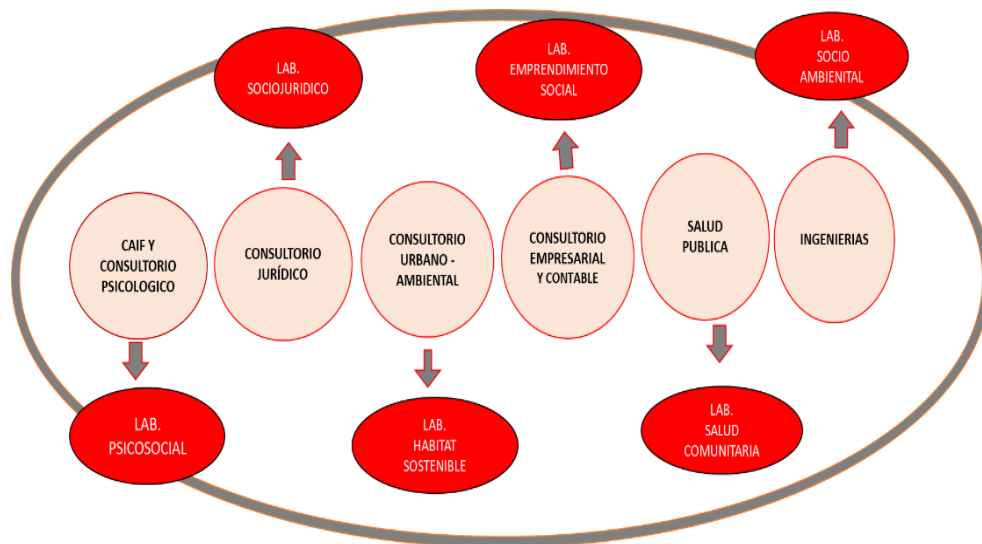 LAB.
SOCIOJURIDICO
LAB.
EMPRENDIMIENTO
SOCIAL
LAB.
SOCIO
AMBIENITAL
CAIF Y
CONSULTORIO
PSICOLOGICO
CONSULTORIO
JURÍDICO
CONSULTORIO
URBANO -
AMBIENTAL
CONSULTORIO
EMPRESARIAL
Y CONTABLE
SALUD
PUBLICA
INGENIERIAS
LAB.
PSICOSOCIAL
LAB.
HABITAT
SOSTENIBLE
LAB.
SALUD
COMUNITARIA